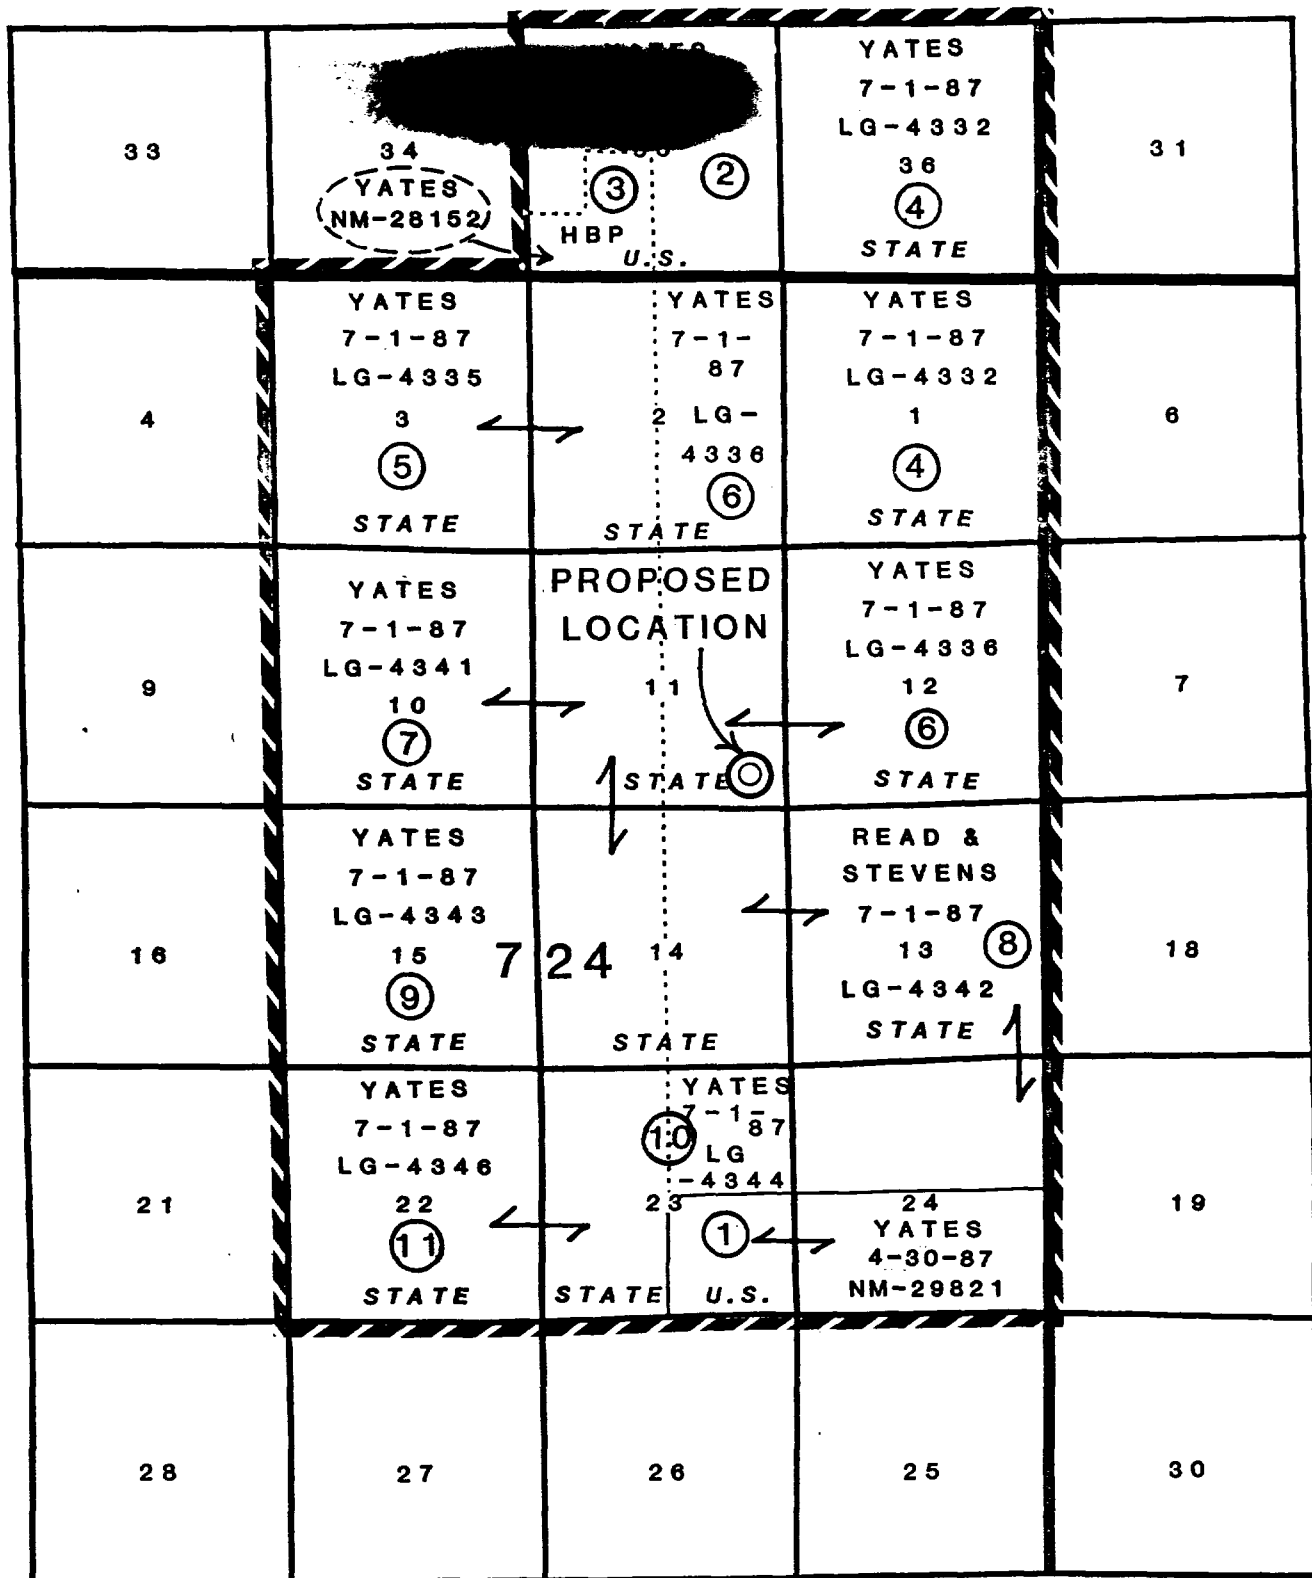 33
34
YATES
NM-28152
YATES
3
2
HBP
U.S.
YATES
7-1-87
LG-4332
36
4
STATE
31
4
YATES
7-1-87
LG-4335
3
5
STATE
2
YATES
7-1-
87
LG-
4336
6
STATE
YATES
7-1-87
LG-4332
1
4
STATE
6
9
YATES
7-1-87
LG-4341
10
7
STATE
PROPOSED
LOCATION
11
STATE
YATES
7-1-87
LG-4336
12
6
STATE
7
16
YATES
7-1-87
LG-4343
15
9
STATE
7 24
14
STATE
READ &
STEVENS
7-1-87
13
8
LG-4342
STATE
18
21
YATES
7-1-87
LG-4346
22
11
STATE
YATES
7-1-
87
10
LG
-4344
23
1
STATE
U.S.
24
YATES
4-30-87
NM-29821
19
28
27
26
25
30